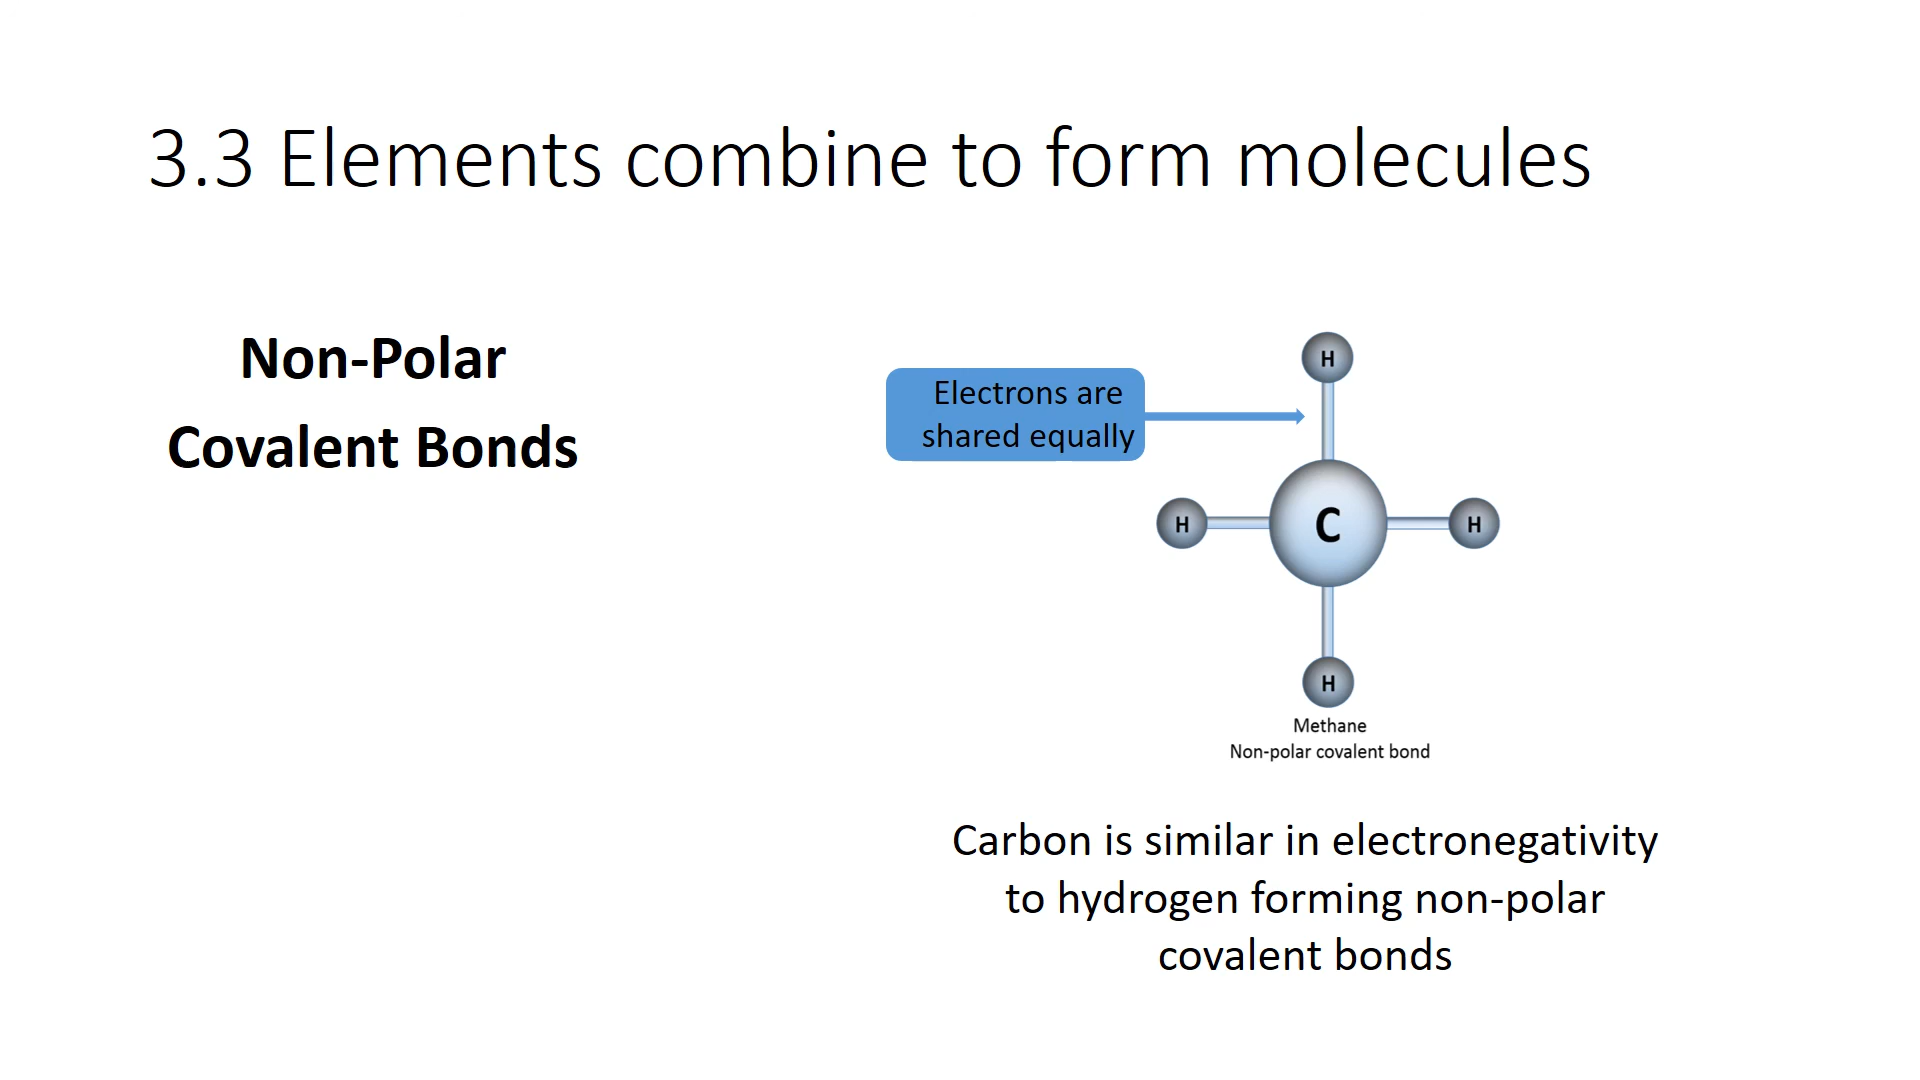 3.3 Elements combine to form molecules
Non-Polar
Covalent Bonds
Electrons are
shared equally
H
H
C
H
H
Methane
Non-polar covalent bond
Carbon is similar in electronegativity
to hydrogen forming non-polar
covalent bonds